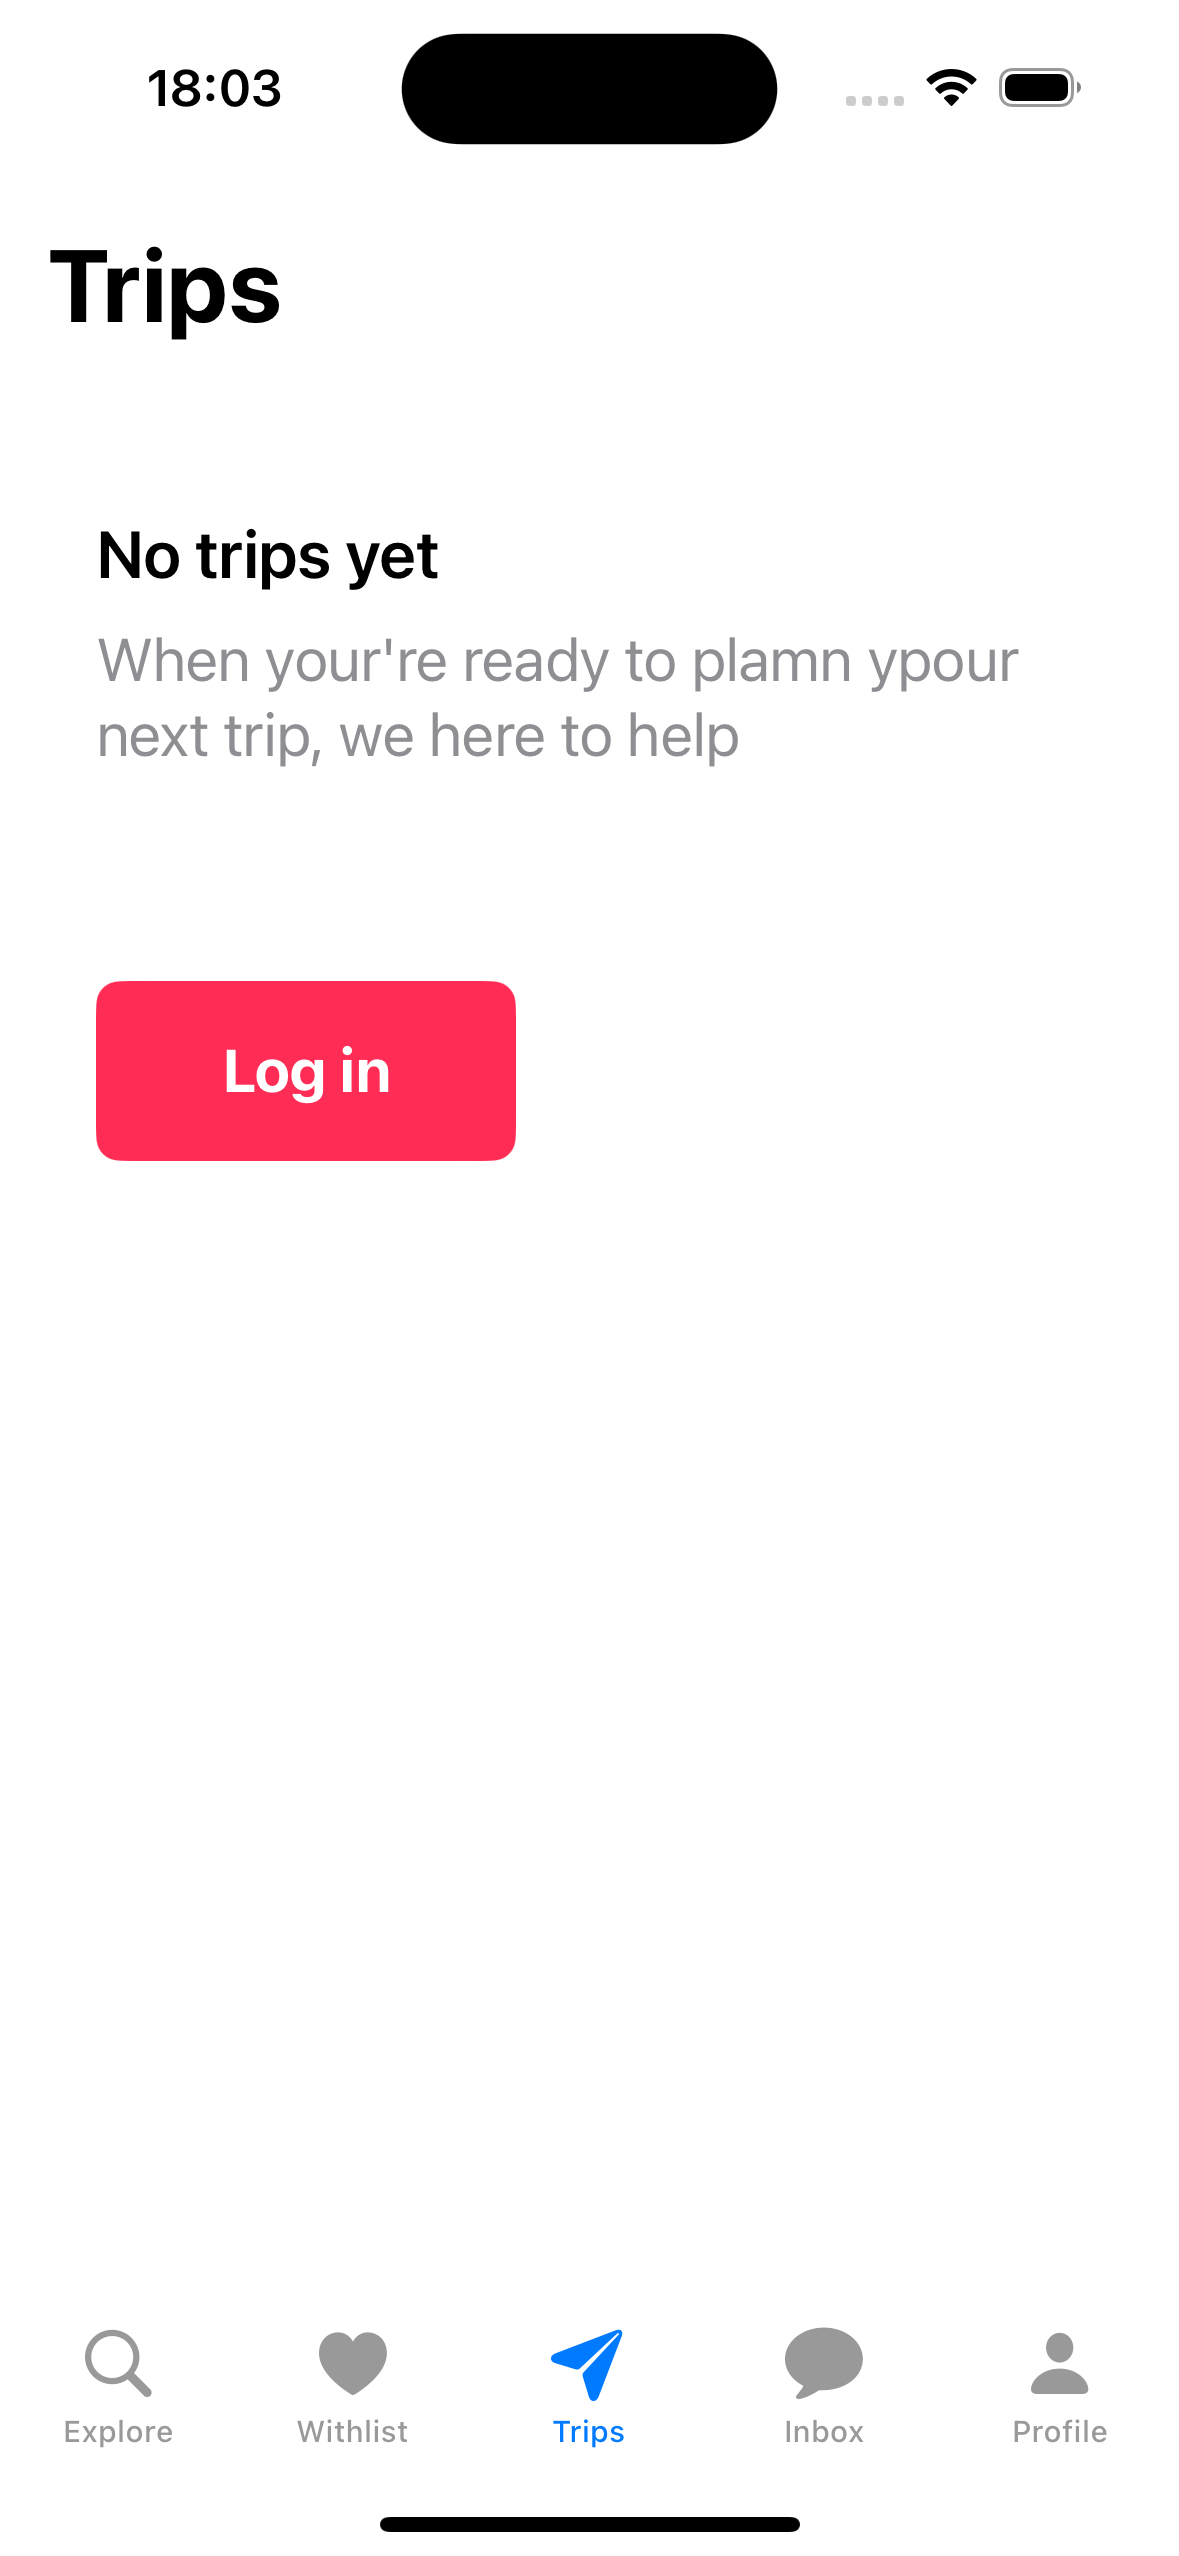 18:03
Trips
No trips yet
When your're ready to plamn ypour
next trip, we here to help
Log in
Explore
Withlist
Trips
Inbox
Profile